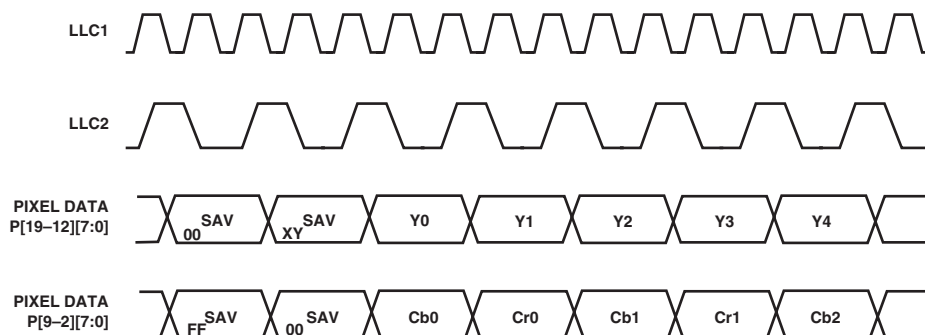 LLC1
LLC2
PIXEL DATA
P[19–12][7:0]
00 SAV XY SAV Y0 Y1 Y2 Y3 Y4
PIXEL DATA
P[9–2][7:0]
FF SAV 00 SAV Cb0 Cr0 Cb1 Cr1 Cb2